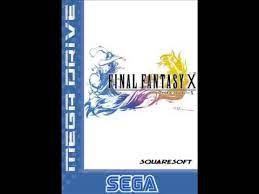 MEGA DRIVE
FINAL FANTASY X
SQUARESOFT
SEGA